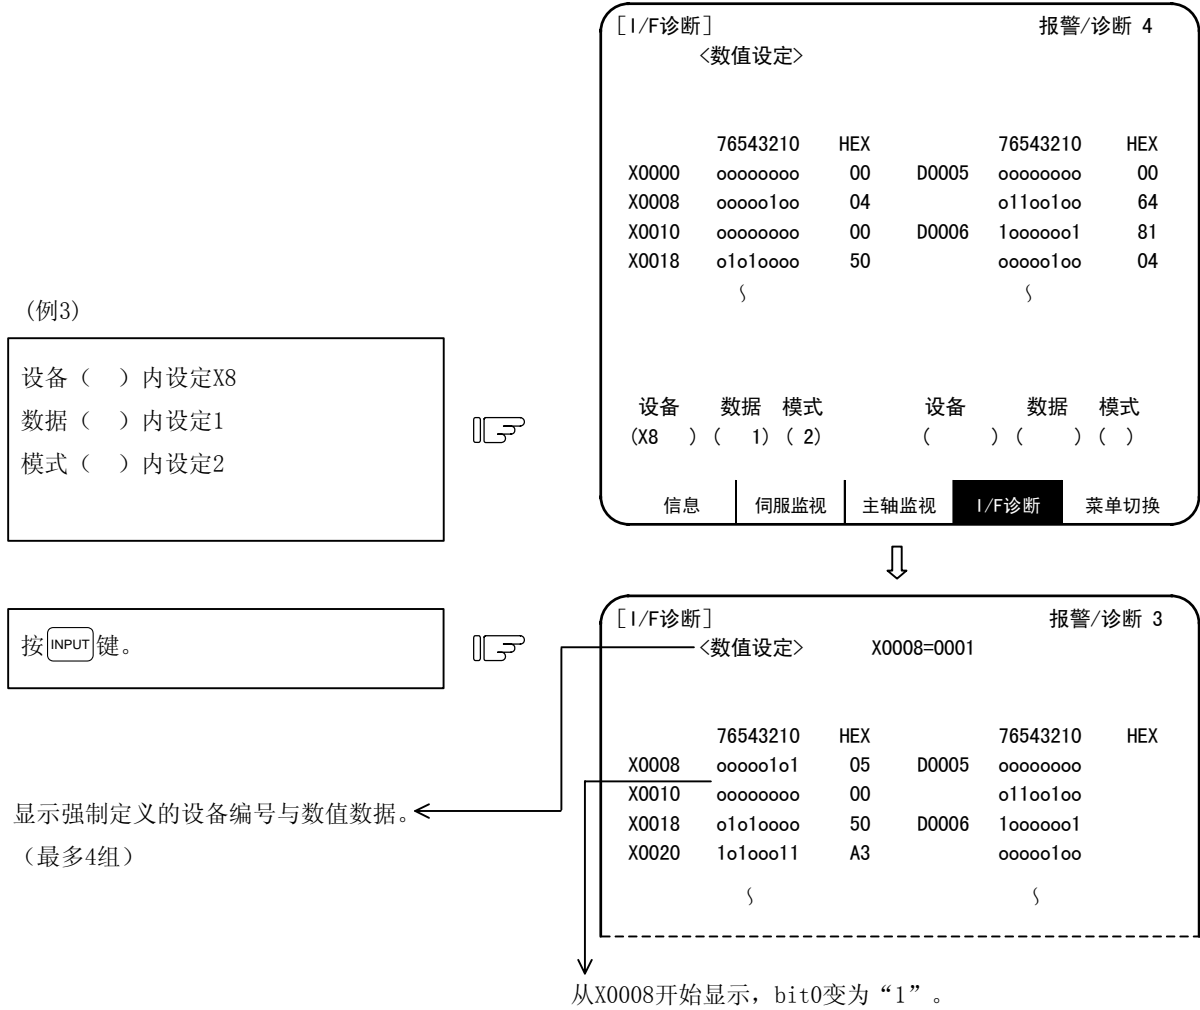 [I/F诊断] 报警/诊断 4
<数值设定>
76543210 HEX 76543210 HEX
X0000 oooooooo 00 D0005 oooooooo 00
X0008 ooooo1oo 04 o11oo1oo 64
X0010 oooooooo 00 D0006 1oooooo1 81
X0018 o1o1oooo 50 ooooo1oo 04
设备 数据 模式 设备 数据 模式
(X8 ) ( 1) ( 2) ( ) ( ) ( )
信息 伺服监视 主轴监视 I/F诊断 菜单切换
(例3)
设备（ ）内设定X8
数据（ ）内设定1
模式（ ）内设定2
按INPUT键。
[I/F诊断] 报警/诊断 3
<数值设定> X0008=0001
76543210 HEX 76543210 HEX
X0008 ooooo1o1 05 D0005 oooooooo
X0010 oooooooo 00 o11oo1oo
X0018 o1o1oooo 50 D0006 1oooooo1
X0020 1o1ooo11 A3 ooooo1oo
显示强制定义的设备编号与数值数据。
（最多4组）
从X0008开始显示，bit0变为“1”。